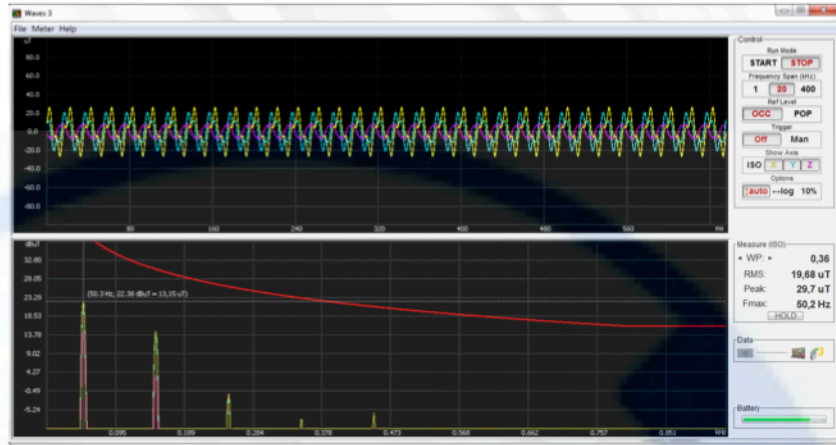 Waves 3
File Meter Help
uT
80.0
60.0
40.0
20.0
0.0
-20.0
-40.0
-60.0
-80.0
80 160 240 320 400 480 560 ms
Control
Run Mode
START STOP
Frequency Span (kHz)
1 20 400
Ref Level
OCC POP
Trigger
Off Man
Show Axis
ISO X Y Z
Options
↕auto ↔log 10%
dBuT
32.80
28.05
23.29
18.53
13.78
9.02
4.27
-0.49
-5.24
(50.3 Hz, 22.38 dBuT = 13,15 uT)
0.095 0.189 0.284 0.378 0.473 0.568 0.662 0.757 0.851 kHz
Measure (ISO)
◂ WP: ▸ 0,36
RMS: 19,68 uT
Peak: 29,7 uT
Fmax: 50,2 Hz
HOLD
Data
Battery